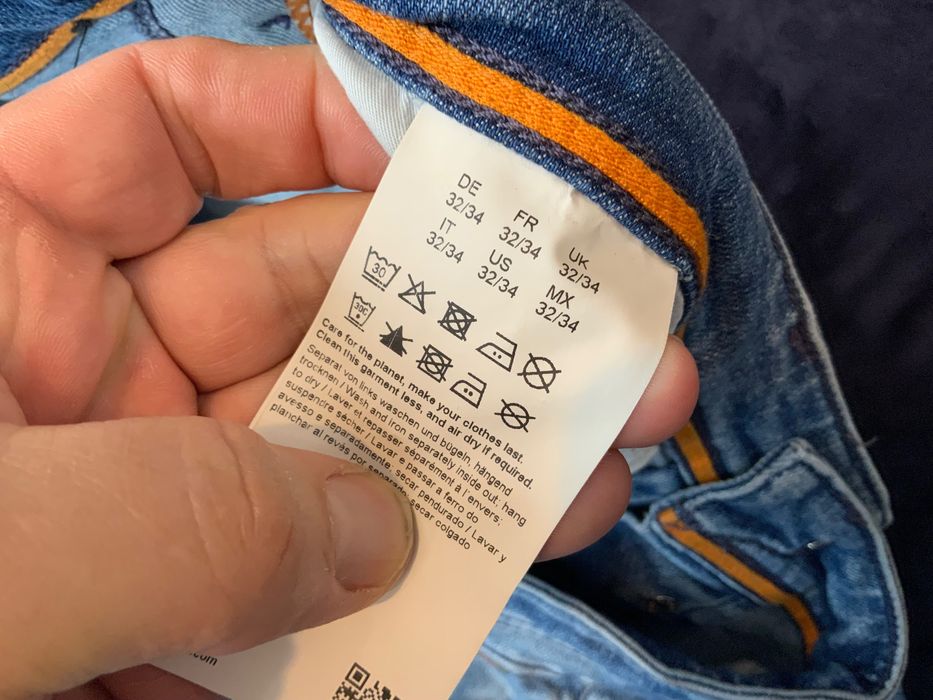 DE FR UK
32/34 32/34 32/34
IT US MX
32/34 32/34 32/34
30
30C
Care for the planet, make your clothes last.
Clean this garment less, and air dry if required.
Separat von links waschen und bügeln, hängend
trocknen / Wash and iron separately inside out; hang
to dry / Laver et repasser séparément à l'envers;
suspendre sécher / Lavar e passar a ferro do
avesso e separadamente; secar pendurado / Lavar y
planchar al revés por separado, secar colgado
.com